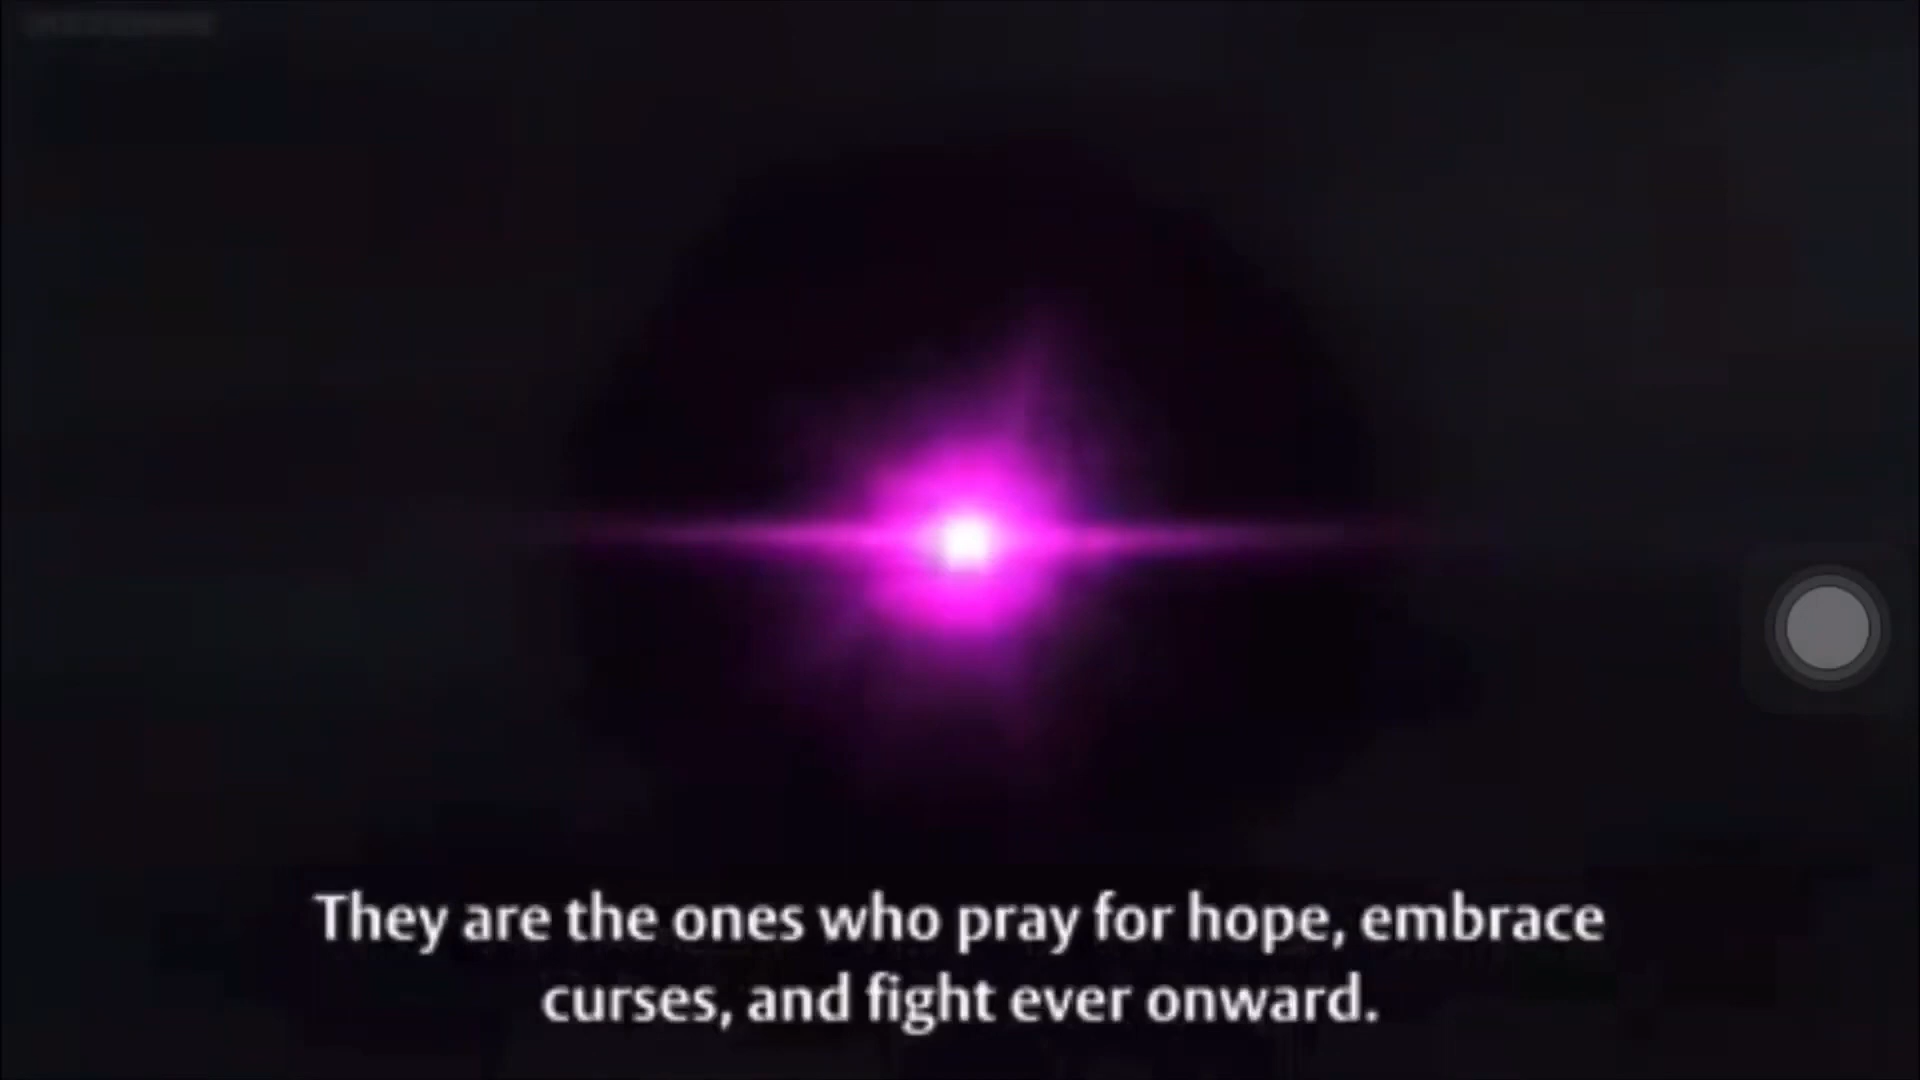 They are the ones who pray for hope, embrace
curses, and fight ever onward.